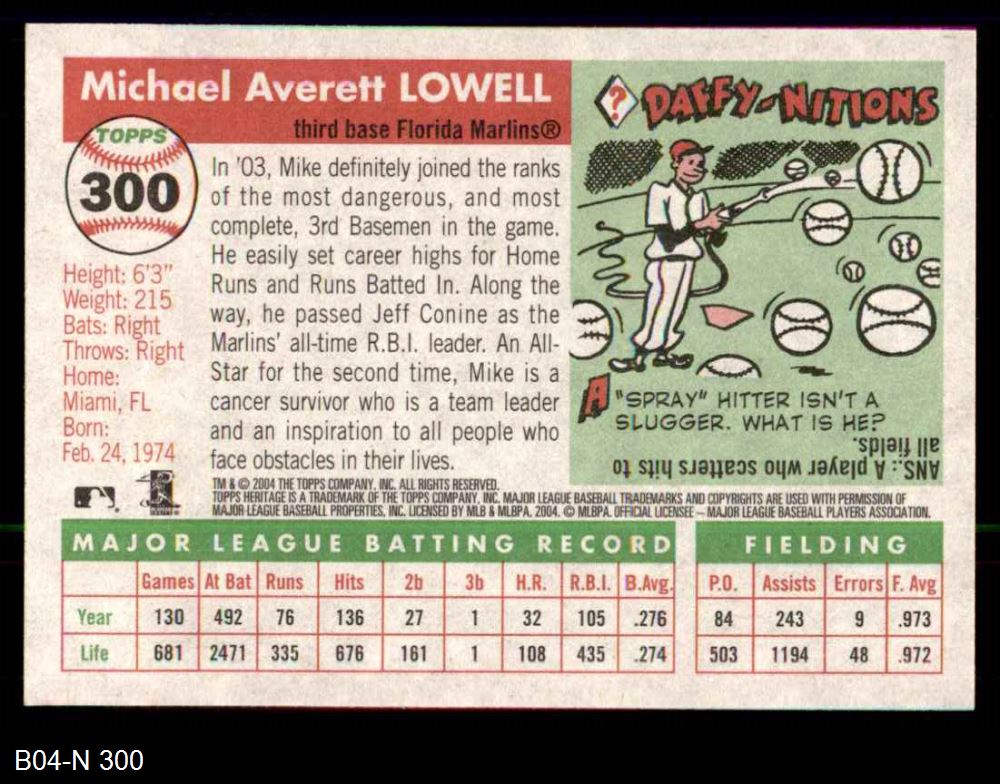 Michael Averett LOWELL
third base Florida Marlins®
TOPPS
300
Height: 6'3"
Weight: 215
Bats: Right
Throws: Right
Home:
Miami, FL
Born:
Feb. 24, 1974
In '03, Mike definitely joined the ranks
of the most dangerous, and most
complete, 3rd Basemen in the game.
He easily set career highs for Home
Runs and Runs Batted In. Along the
way, he passed Jeff Conine as the
Marlins' all-time R.B.I. leader. An All-
Star for the second time, Mike is a
cancer survivor who is a team leader
and an inspiration to all people who
face obstacles in their lives.
? DAFFY-NITIONS
A "SPRAY" HITTER ISN'T A
SLUGGER. WHAT IS HE?
ANS.: A player who scatters hits to
all fields.
TM & © 2004 THE TOPPS COMPANY, INC. ALL RIGHTS RESERVED.
TOPPS HERITAGE IS A TRADEMARK OF THE TOPPS COMPANY, INC. MAJOR LEAGUE BASEBALL TRADEMARKS AND COPYRIGHTS ARE USED WITH PERMISSION OF
MAJOR LEAGUE BASEBALL PROPERTIES, INC. LICENSED BY MLB & MLBPA. 2004. © MLBPA. OFFICIAL LICENSEE – MAJOR LEAGUE BASEBALL PLAYERS ASSOCIATION.
MAJOR LEAGUE BATTING RECORD
Games At Bat Runs Hits 2b 3b H.R. R.B.I. B.Avg.
Year 130 492 76 136 27 1 32 105 .276
Life 681 2471 335 676 161 1 108 435 .274
FIELDING
P.O. Assists Errors F. Avg
84 243 9 .973
503 1194 48 .972
B04-N 300